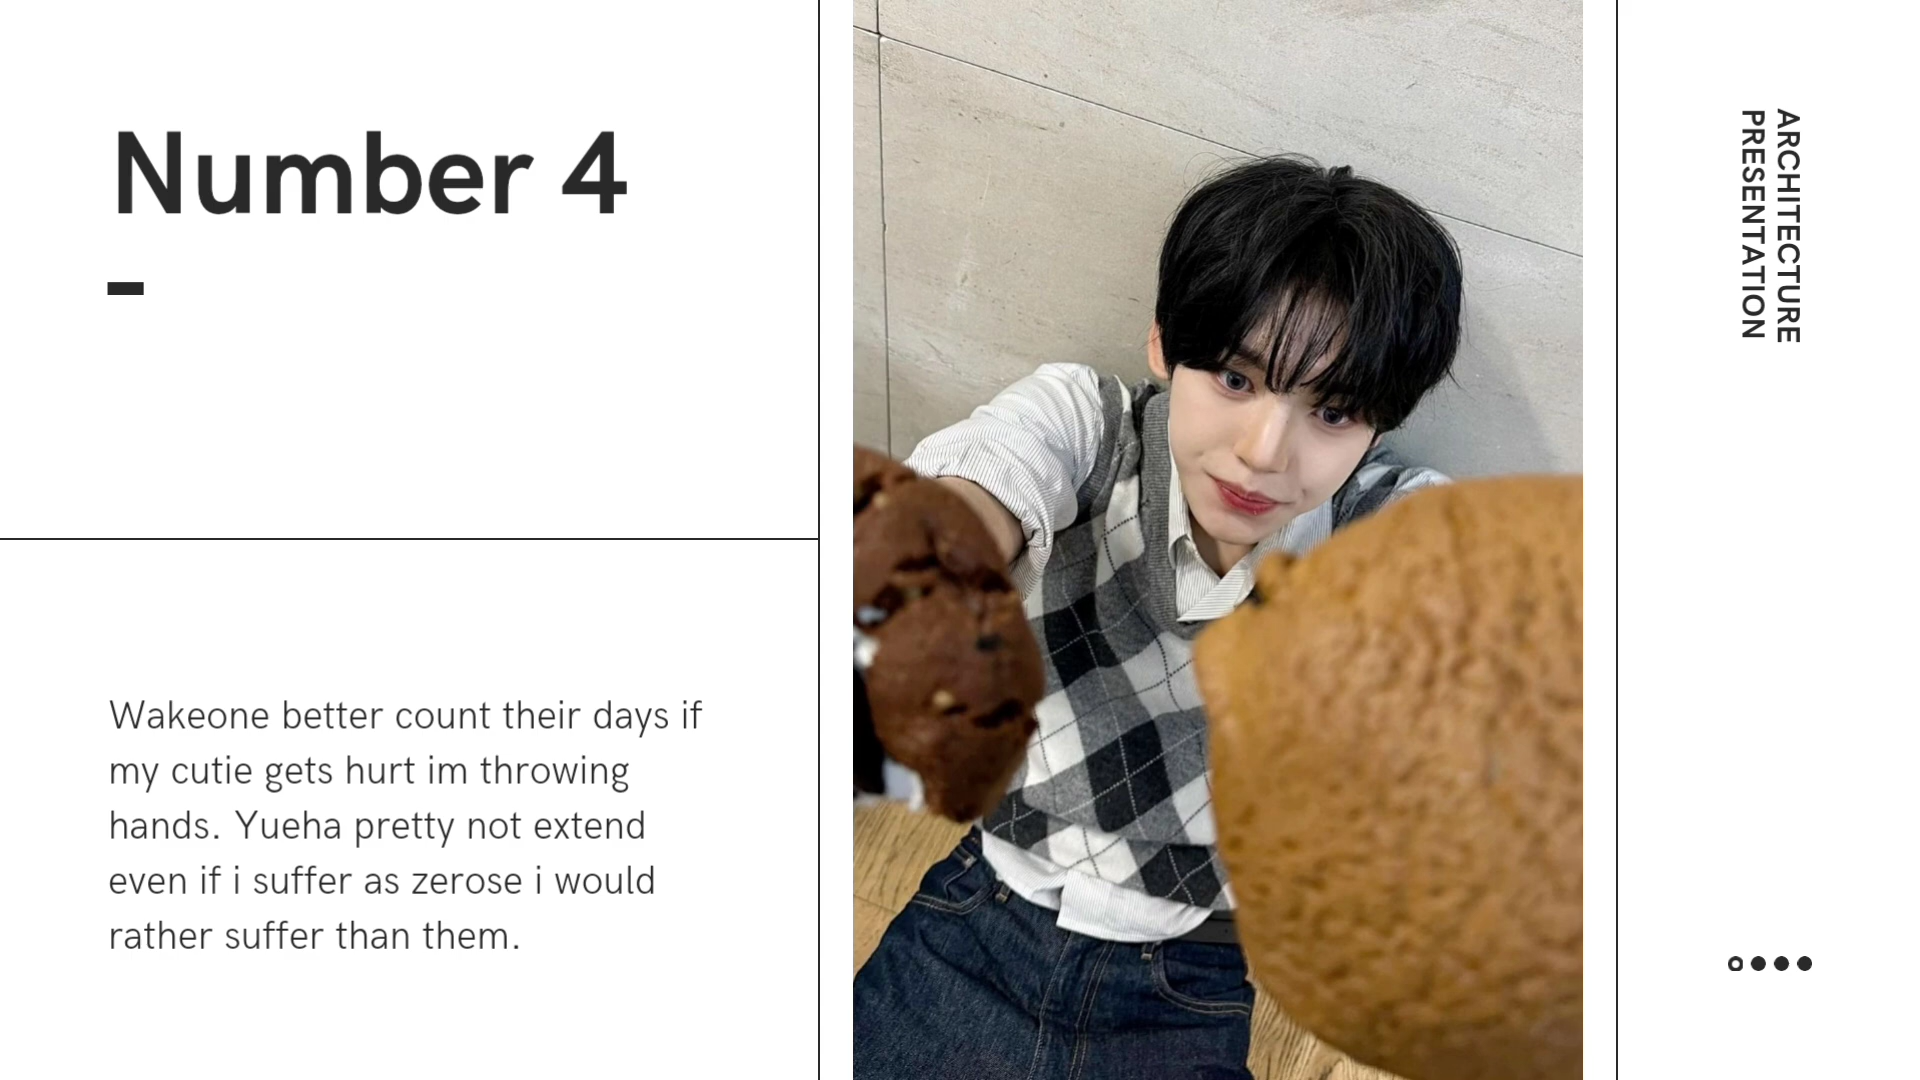 Number 4
Wakeone better count their days if
my cutie gets hurt im throwing
hands. Yueha pretty not extend
even if i suffer as zerose i would
rather suffer than them.
ARCHITECTURE
PRESENTATION